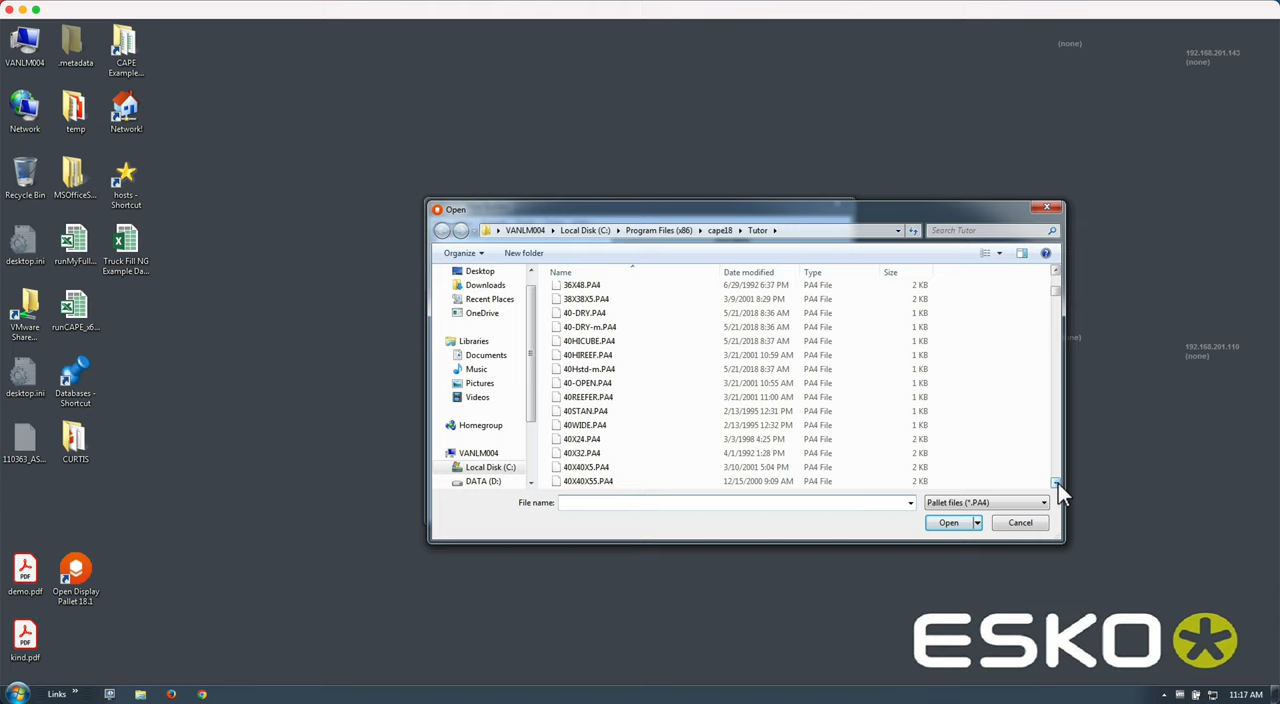 (none)
192.168.201.143
(none)
VANLM004
.metadata
CAPE
Example...
Network
temp
Network!
Recycle Bin
MSOfficeS...
hosts -
Shortcut
desktop.ini
runMyFull...
Truck Fill NG
Example Da...
VMware
Share...
runCAPE_x6...
desktop.ini
Databases -
Shortcut
110363_AS...
CURTIS
demo.pdf
Open Display
Pallet 18.1
kind.pdf
192.168.201.110
(none)
Open
VANLM004
Local Disk (C:)
Program Files (x86)
cape18
Tutor
Search Tutor
Organize
New folder
Desktop
Downloads
Recent Places
OneDrive
Libraries
Documents
Music
Pictures
Videos
Homegroup
VANLM004
Local Disk (C:)
DATA (D:)
Name Date modified Type Size
36X48.PA4 6/29/1992 6:37 PM PA4 File 2 KB
38X38X5.PA4 3/9/2001 8:29 PM PA4 File 2 KB
40-DRY.PA4 5/21/2018 8:36 AM PA4 File 1 KB
40-DRY-m.PA4 5/21/2018 8:36 AM PA4 File 1 KB
40HICUBE.PA4 5/21/2018 8:37 AM PA4 File 1 KB
40HIREEF.PA4 3/21/2001 10:59 AM PA4 File 1 KB
40Hstd-m.PA4 5/21/2018 8:37 AM PA4 File 1 KB
40-OPEN.PA4 3/21/2001 10:55 AM PA4 File 1 KB
40REEFER.PA4 3/21/2001 11:00 AM PA4 File 1 KB
40STAN.PA4 2/13/1995 12:31 PM PA4 File 1 KB
40WIDE.PA4 2/13/1995 12:32 PM PA4 File 1 KB
40X24.PA4 3/3/1998 4:25 PM PA4 File 2 KB
40X32.PA4 4/1/1992 1:28 PM PA4 File 2 KB
40X40X5.PA4 3/10/2001 5:04 PM PA4 File 2 KB
40X40X55.PA4 12/15/2000 9:09 AM PA4 File 2 KB
File name:
Pallet files (*.PA4)
Open
Cancel
ESKO
Links
11:17 AM